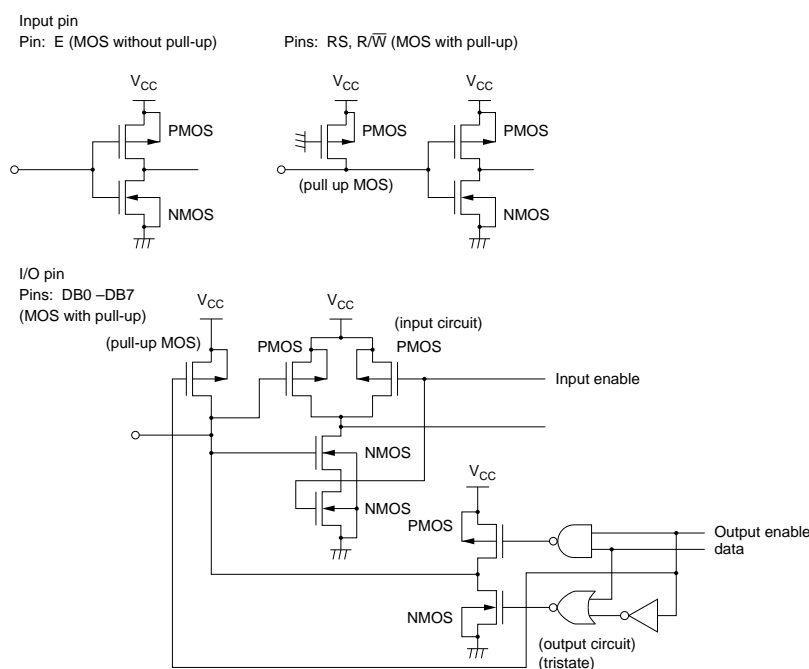 Input pin
Pin: E (MOS without pull-up)
Pins: RS, R/W̅ (MOS with pull-up)
VCC
PMOS
NMOS
VCC
PMOS
(pull up MOS)
VCC
PMOS
NMOS
I/O pin
Pins: DB0 –DB7
(MOS with pull-up)
VCC
(pull-up MOS)
VCC
(input circuit)
PMOS
PMOS
Input enable
NMOS
NMOS
VCC
PMOS
Output enable
data
NMOS
(output circuit)
(tristate)